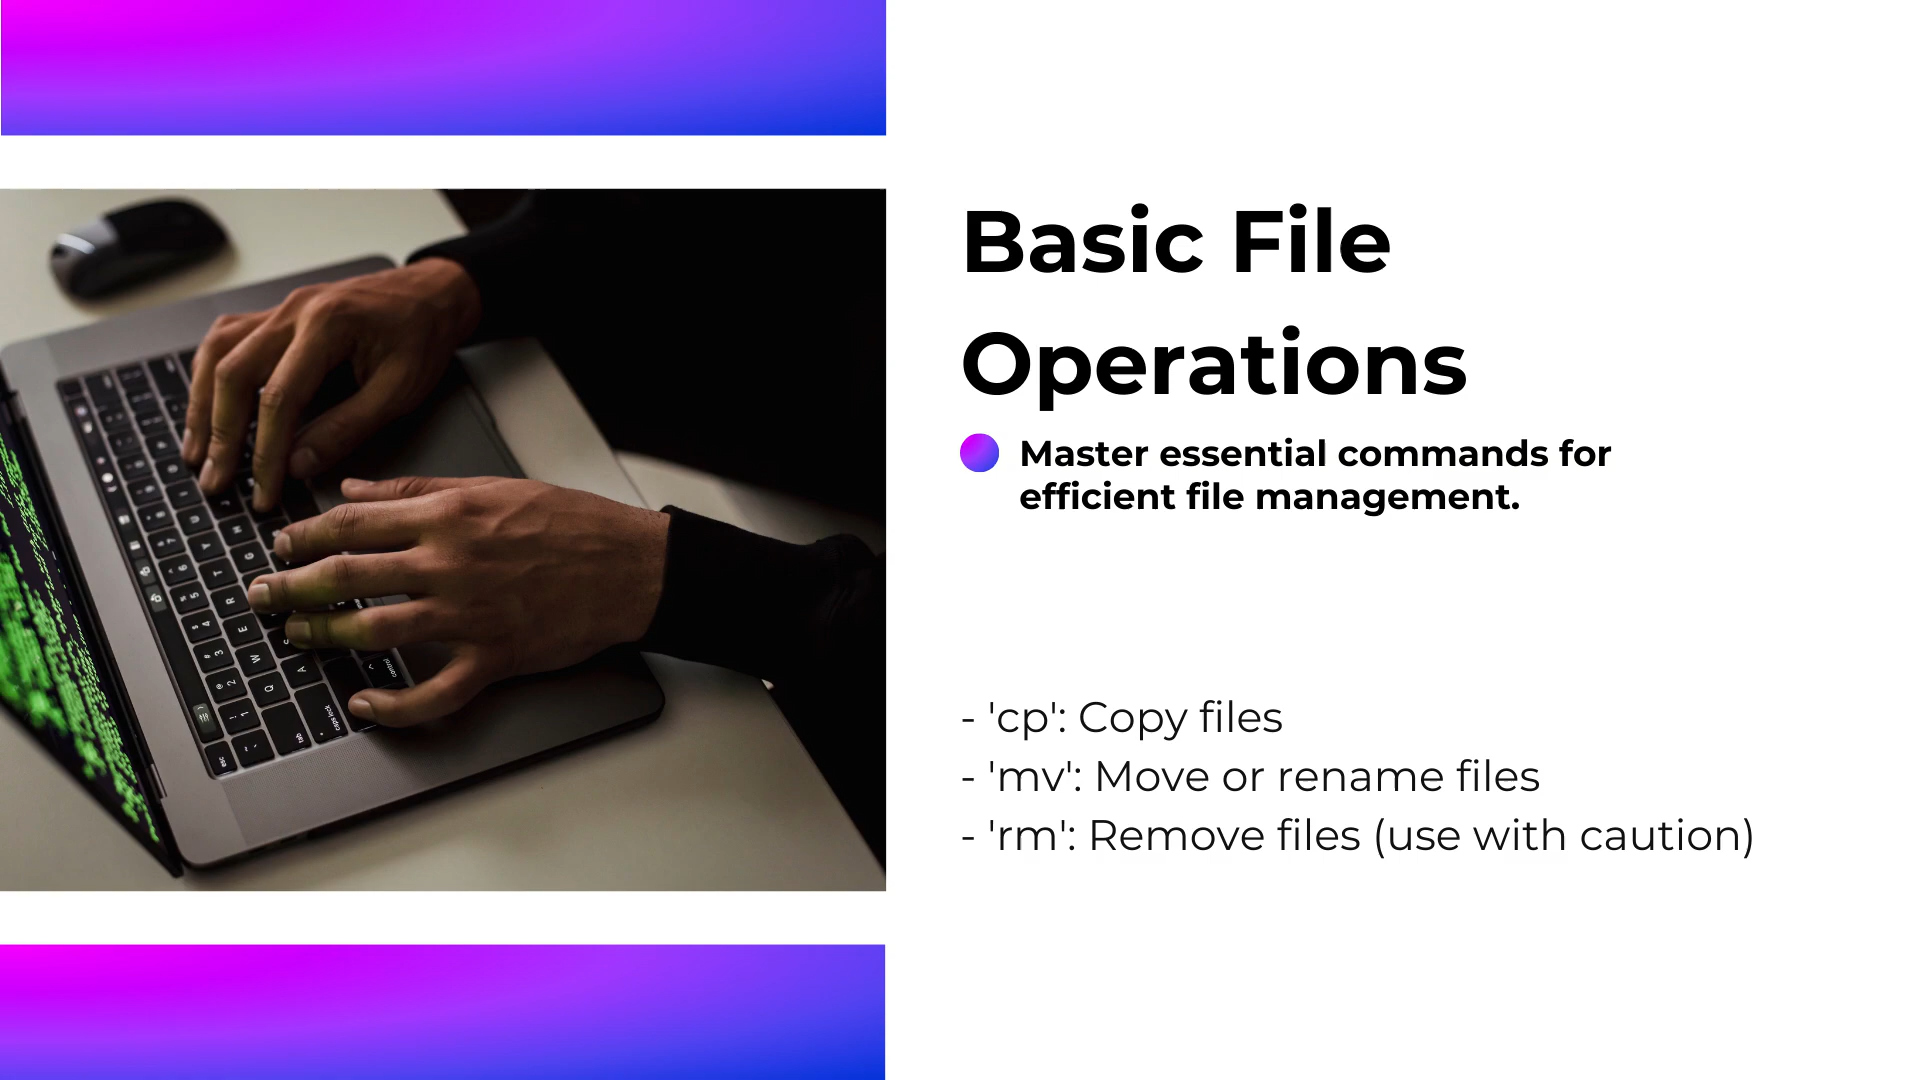 Basic File
Operations
Master essential commands for
efficient file management.
- 'cp': Copy files
- 'mv': Move or rename files
- 'rm': Remove files (use with caution)